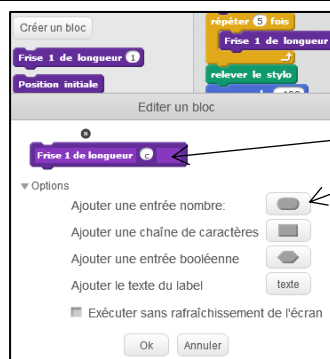 Créer un bloc
répéter 5 fois
Frise 1 de longueur
Frise 1 de longueur 1
relever le stylo
Position initiale
Editer un bloc
Frise 1 de longueur c
Options
Ajouter une entrée nombre:
Ajouter une chaîne de caractères
Ajouter une entrée booléenne
Ajouter le texte du label texte
Exécuter sans rafraîchissement de l'écran
Ok Annuler